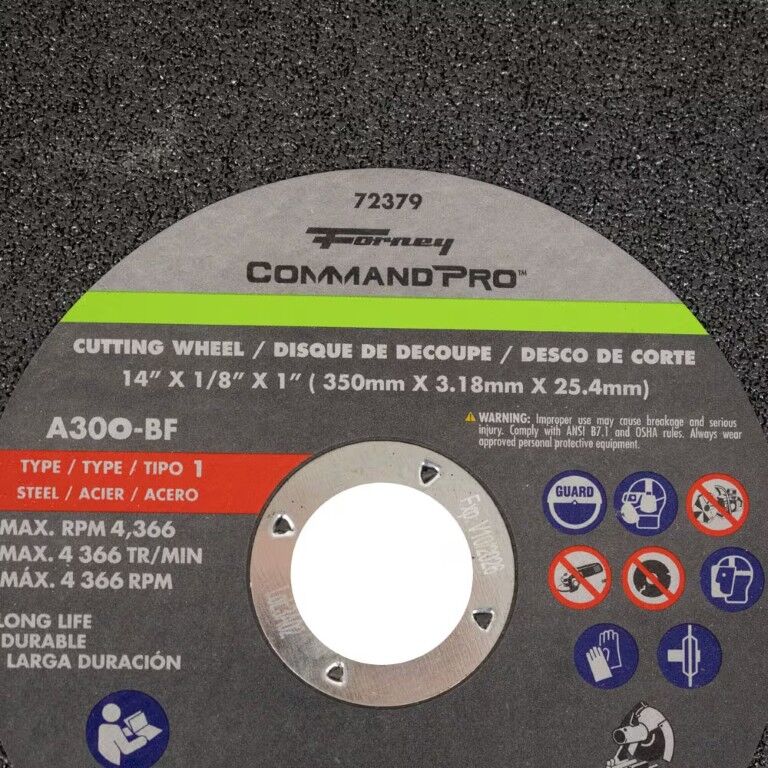 72379
Forney
COMMANDPRO™
CUTTING WHEEL / DISQUE DE DECOUPE / DESCO DE CORTE
14" X 1/8" X 1" ( 350mm X 3.18mm X 25.4mm)
A300-BF
WARNING: Improper use may cause breakage and serious
injury. Comply with ANSI B7.1 and OSHA rules. Always wear
approved personal protective equipment.
TYPE / TYPE / TIPO 1
STEEL / ACIER / ACERO
MAX. RPM 4,366
MAX. 4 366 TR/MIN
MÁX. 4 366 RPM
LONG LIFE
DURABLE
LARGA DURACIÓN
GUARD